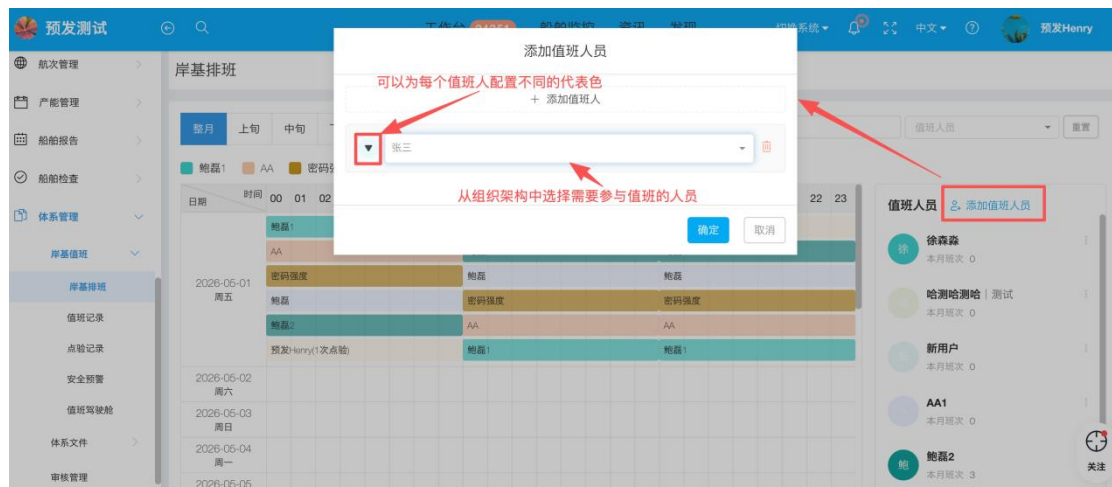 预发测试
工作台
船舶监控
资讯
发现
切换系统
中文
预发Henry
航次管理
产能管理
船舶报告
船舶检查
体系管理
岸基值班
岸基排班
值班记录
点验记录
安全预警
值班驾驶舱
体系文件
审核管理
岸基排班
整月 上旬 中旬
值班人员
重置
鲍磊1 AA 密码强
添加值班人员
可以为每个值班人配置不同的代表色
+ 添加值班人
张三
从组织架构中选择需要参与值班的人员
确定 取消
日期 时间 00 01 02 22 23
2026-05-01
周五
鲍磊1
AA
密码强度 鲍磊 鲍磊
鲍磊 密码强度 密码强度
鲍磊2 AA AA
预发Henry(1次点验) 鲍磊1 鲍磊1
2026-05-02
周六
2026-05-03
周日
2026-05-04
周一
2026-05-05
值班人员 添加值班人员
徐 徐森淼
本月班次 0
哈测哈测哈 | 测试
本月班次 0
新用户
本月班次 0
AA1
本月班次 0
鲍 鲍磊2
本月班次 3
关注